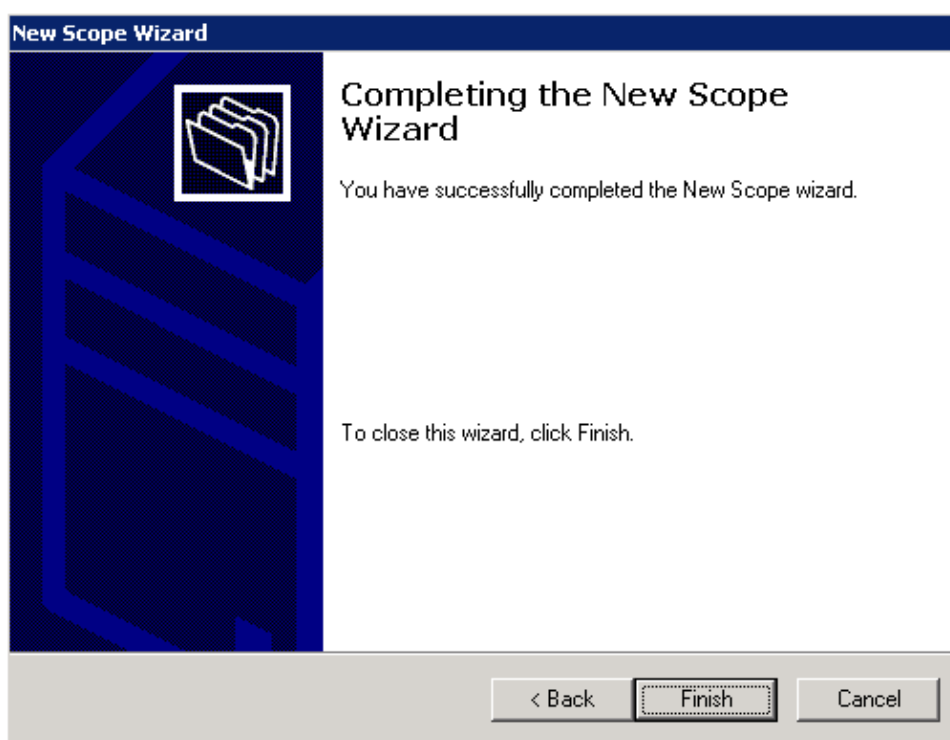 New Scope Wizard
Completing the New Scope
Wizard
You have successfully completed the New Scope wizard.
To close this wizard, click Finish.
< Back
Finish
Cancel